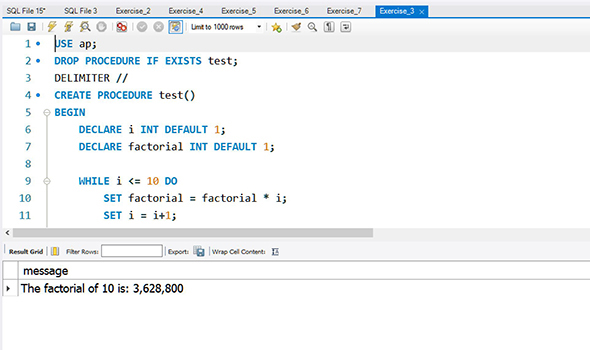 SQL File 15* SQL File 3 Exercise_2 Exercise_4 Exercise_5 Exercise_6 Exercise_7 Exercise_3 ×
Limit to 1000 rows
1 USE ap;
2 DROP PROCEDURE IF EXISTS test;
3 DELIMITER //
4 CREATE PROCEDURE test()
5 BEGIN
6 DECLARE i INT DEFAULT 1;
7 DECLARE factorial INT DEFAULT 1;
8
9 WHILE i <= 10 DO
10 SET factorial = factorial * i;
11 SET i = i+1;
Result Grid Filter Rows: Export: Wrap Cell Content:
message
The factorial of 10 is: 3,628,800